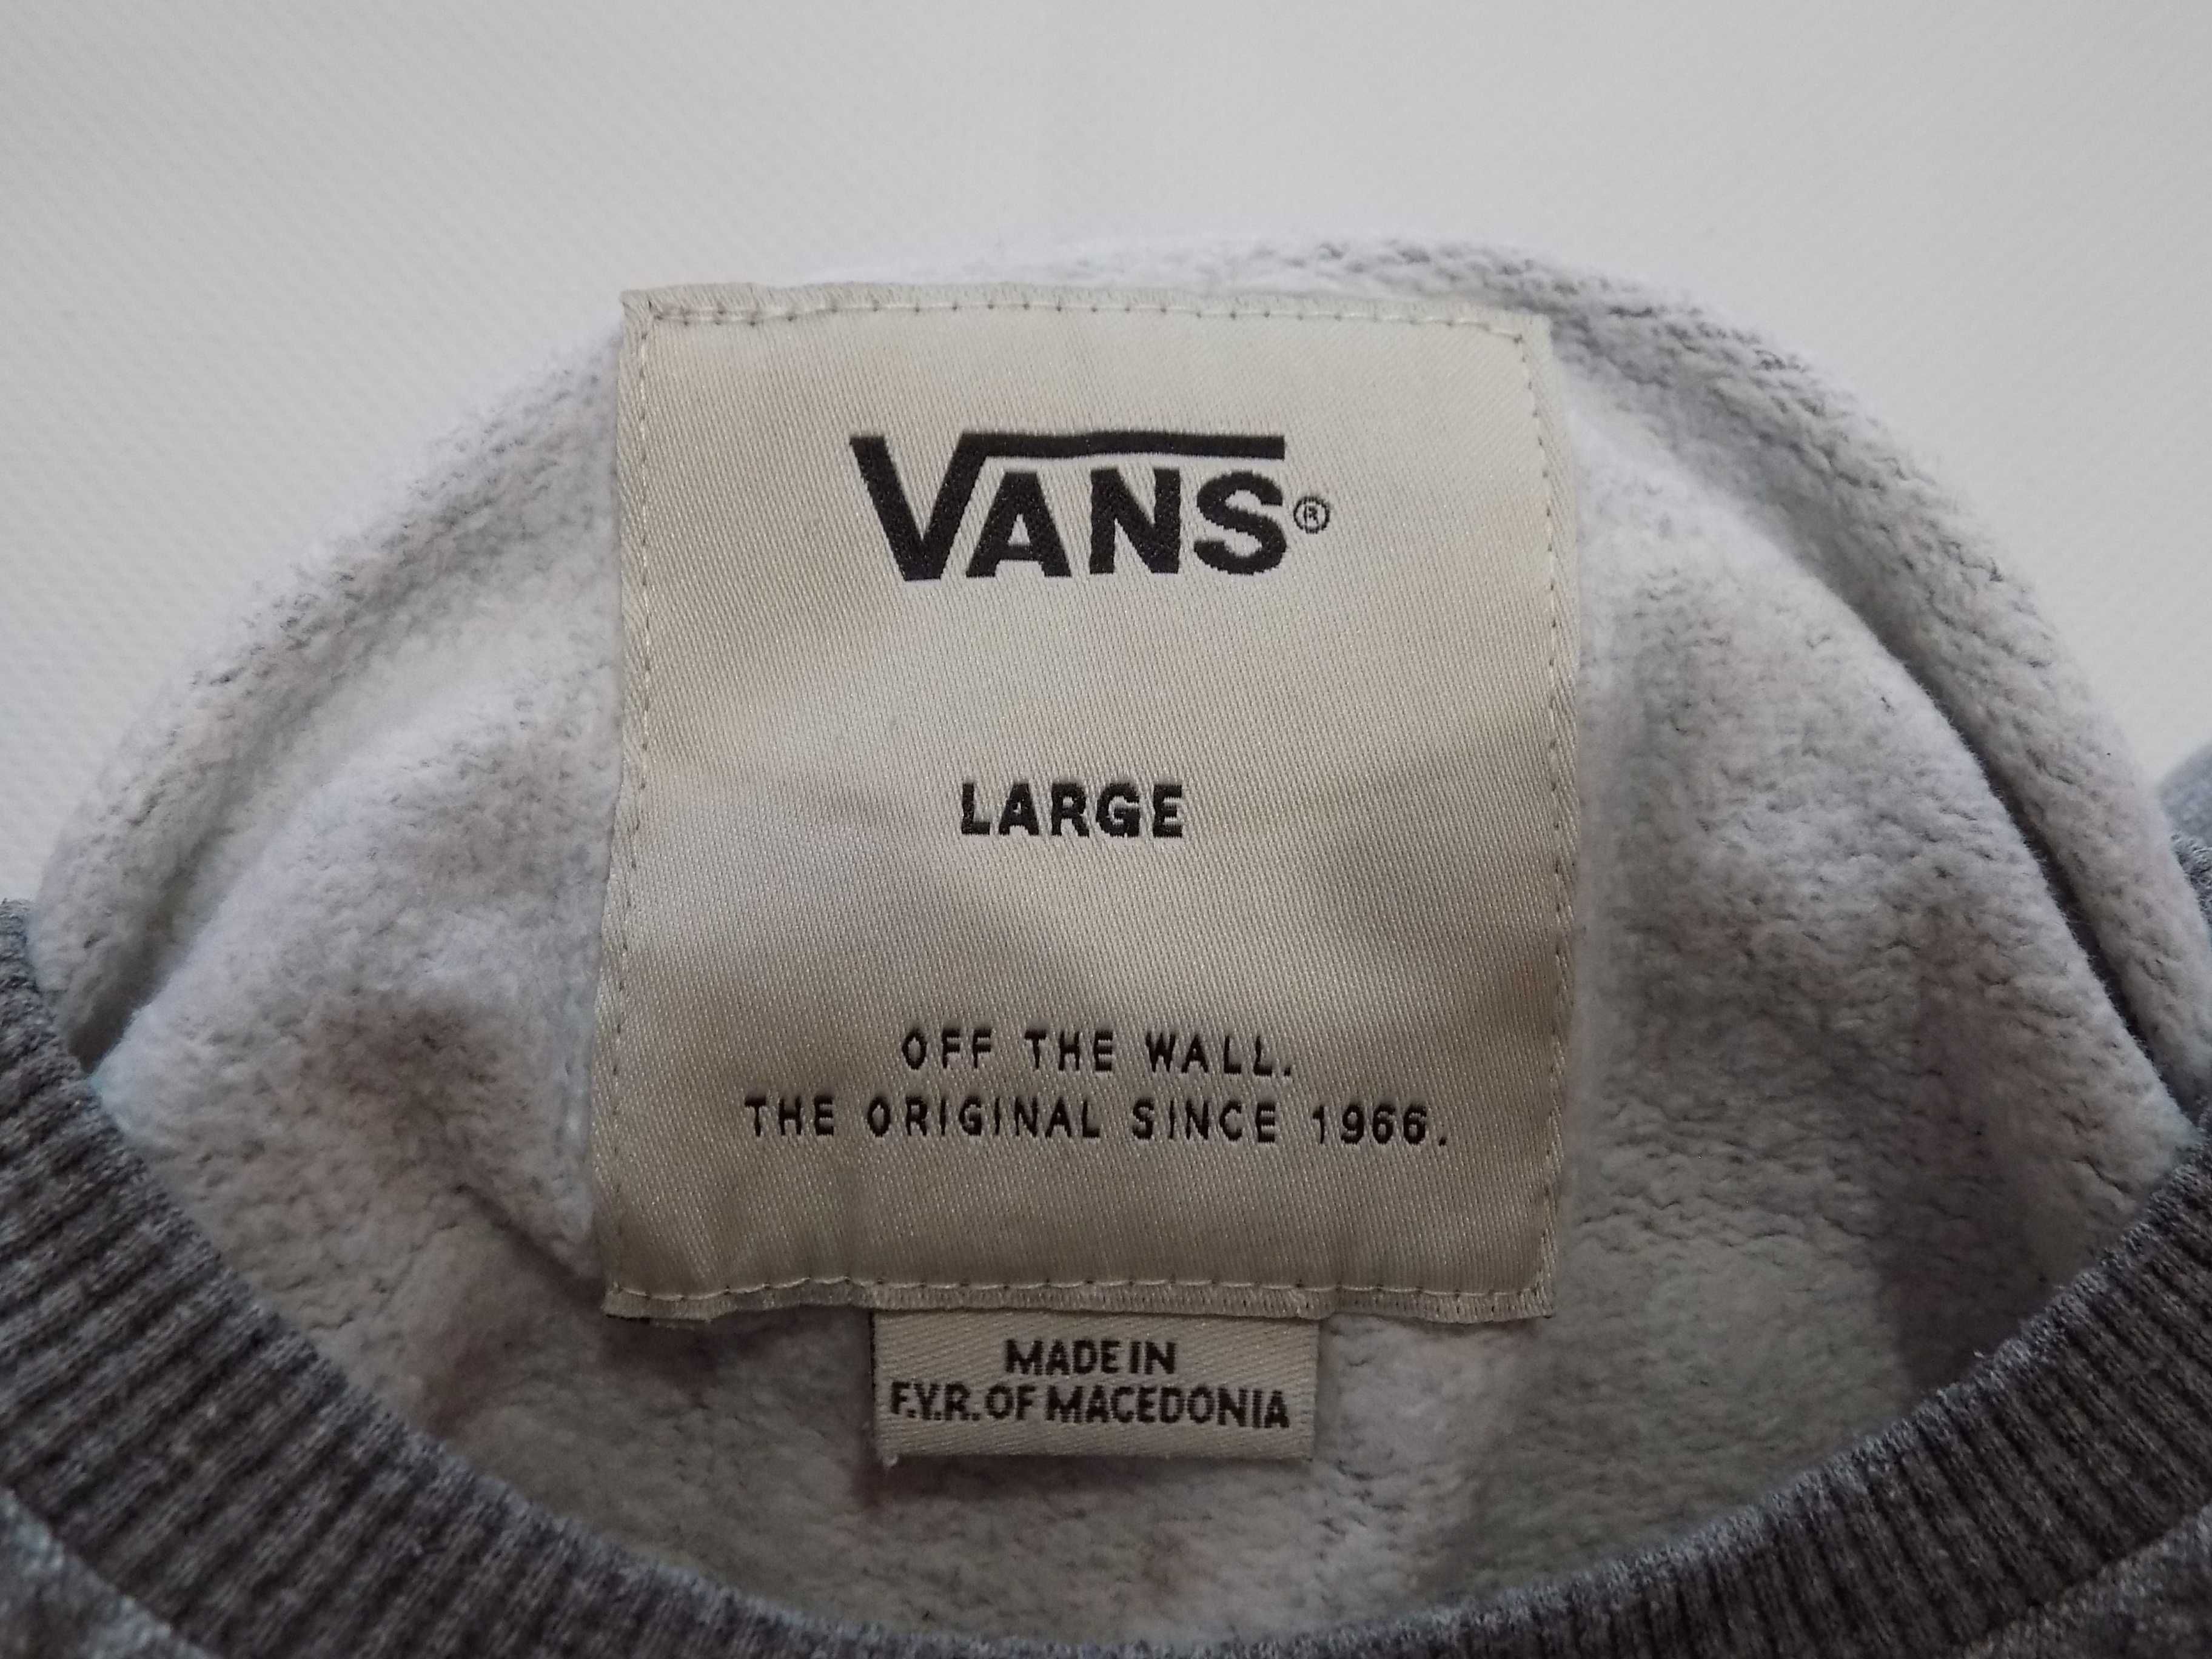 VANS®
LARGE
OFF THE WALL.
THE ORIGINAL SINCE 1966.
MADE IN
F.Y.R. OF MACEDONIA